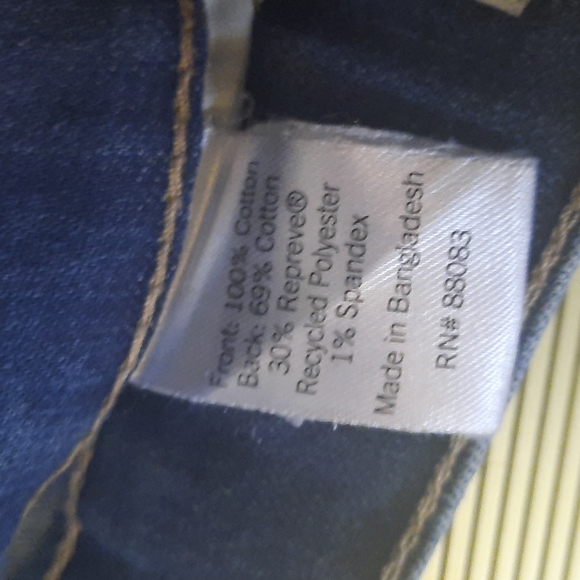 Front: 100% Cotton
Back: 69% Cotton
30% Repreve®
Recycled Polyester
1% Spandex
Made in Bangladesh
RN# 88083